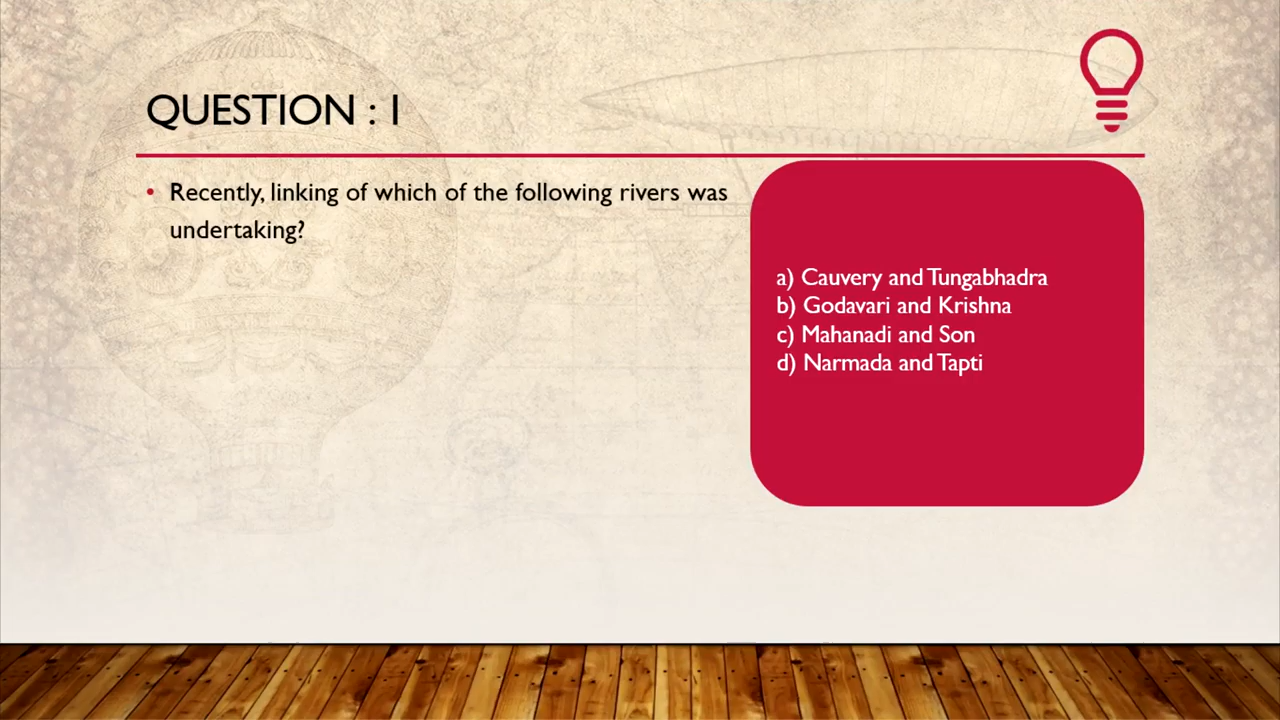 QUESTION : 1
• Recently, linking of which of the following rivers was
undertaking?
a) Cauvery and Tungabhadra
b) Godavari and Krishna
c) Mahanadi and Son
d) Narmada and Tapti